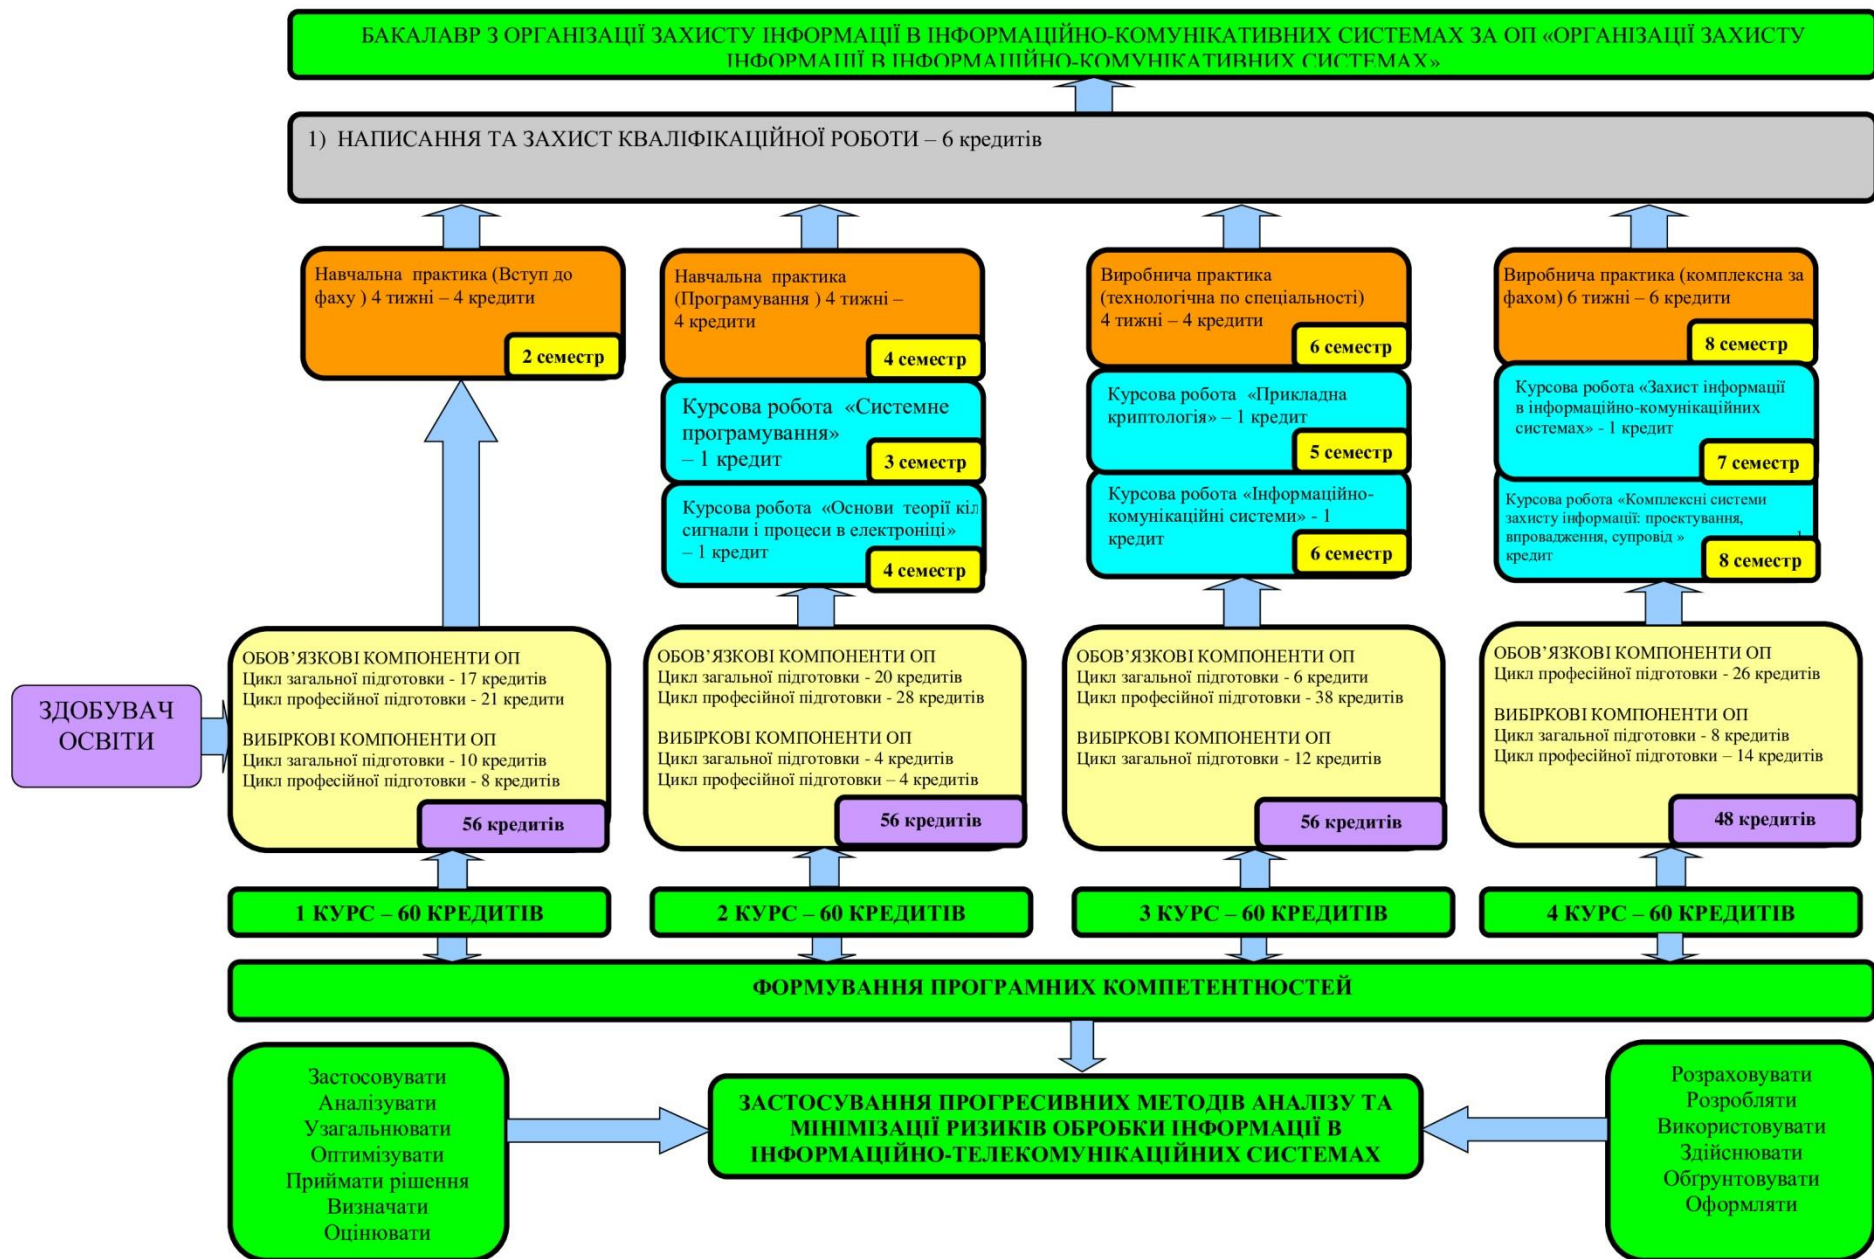 БАКАЛАВР З ОРГАНІЗАЦІЇ ЗАХИСТУ ІНФОРМАЦІЇ В ІНФОРМАЦІЙНО-КОМУНІКАТИВНИХ СИСТЕМАХ ЗА ОП «ОРГАНІЗАЦІЇ ЗАХИСТУ
ІНФОРМАЦІЇ В ІНФОРМАЦІЙНО-КОМУНІКАТИВНИХ СИСТЕМАХ»
1) НАПИСАННЯ ТА ЗАХИСТ КВАЛІФІКАЦІЙНОЇ РОБОТИ – 6 кредитів
Навчальна практика (Вступ до
фаху ) 4 тижні – 4 кредити
2 семестр
Навчальна практика
(Програмування ) 4 тижні –
4 кредити
4 семестр
Курсова робота «Системне
програмування»
– 1 кредит
3 семестр
Курсова робота «Основи теорії кіл
сигнали і процеси в електроніці»
– 1 кредит
4 семестр
Виробнича практика
(технологічна по спеціальності)
4 тижні – 4 кредити
6 семестр
Курсова робота «Прикладна
криптологія» – 1 кредит
5 семестр
Курсова робота «Інформаційно-
комунікаційні системи» - 1
кредит
6 семестр
Виробнича практика (комплексна за
фахом) 6 тижні – 6 кредити
8 семестр
Курсова робота «Захист інформації
в інформаційно-комунікаційних
системах» - 1 кредит
7 семестр
Курсова робота «Комплексні системи
захисту інформації: проектування,
впровадження, супровід » 1
кредит
8 семестр
ЗДОБУВАЧ
ОСВІТИ
ОБОВ’ЯЗКОВІ КОМПОНЕНТИ ОП
Цикл загальної підготовки - 17 кредитів
Цикл професійної підготовки - 21 кредити
ВИБІРКОВІ КОМПОНЕНТИ ОП
Цикл загальної підготовки - 10 кредитів
Цикл професійної підготовки - 8 кредитів
56 кредитів
ОБОВ’ЯЗКОВІ КОМПОНЕНТИ ОП
Цикл загальної підготовки - 20 кредитів
Цикл професійної підготовки - 28 кредитів
ВИБІРКОВІ КОМПОНЕНТИ ОП
Цикл загальної підготовки - 4 кредитів
Цикл професійної підготовки – 4 кредитів
56 кредитів
ОБОВ’ЯЗКОВІ КОМПОНЕНТИ ОП
Цикл загальної підготовки - 6 кредити
Цикл професійної підготовки - 38 кредитів
ВИБІРКОВІ КОМПОНЕНТИ ОП
Цикл загальної підготовки - 12 кредитів
56 кредитів
ОБОВ’ЯЗКОВІ КОМПОНЕНТИ ОП
Цикл професійної підготовки - 26 кредитів
ВИБІРКОВІ КОМПОНЕНТИ ОП
Цикл загальної підготовки - 8 кредитів
Цикл професійної підготовки – 14 кредитів
48 кредитів
1 КУРС – 60 КРЕДИТІВ
2 КУРС – 60 КРЕДИТІВ
3 КУРС – 60 КРЕДИТІВ
4 КУРС – 60 КРЕДИТІВ
ФОРМУВАННЯ ПРОГРАМНИХ КОМПЕТЕНТНОСТЕЙ
Застосовувати
Аналізувати
Узагальнювати
Оптимізувати
Приймати рішення
Визначати
Оцінювати
ЗАСТОСУВАННЯ ПРОГРЕСИВНИХ МЕТОДІВ АНАЛІЗУ ТА
МІНІМІЗАЦІЇ РИЗИКІВ ОБРОБКИ ІНФОРМАЦІЇ В
ІНФОРМАЦІЙНО-ТЕЛЕКОМУНІКАЦІЙНИХ СИСТЕМАХ
Розраховувати
Розробляти
Використовувати
Здійснювати
Обґрунтовувати
Оформляти